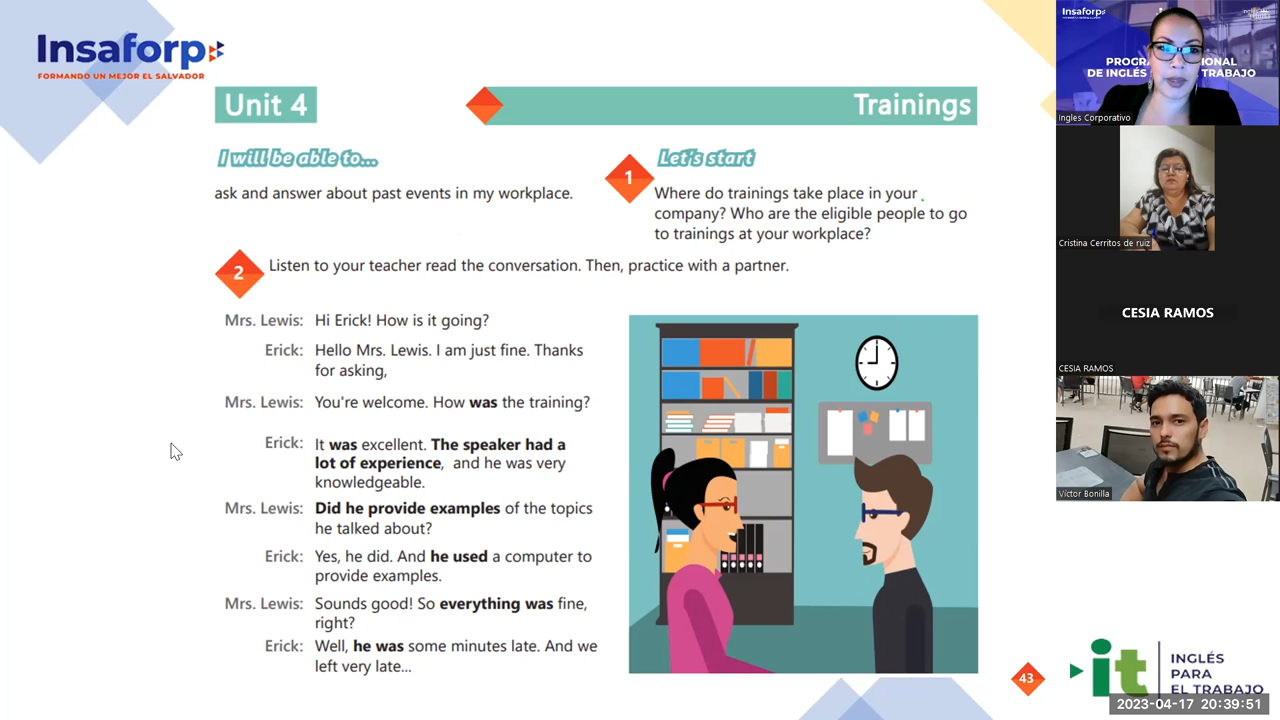 Insaforp
FORMANDO UN MEJOR EL SALVADOR
Unit 4
Trainings
I will be able to...
ask and answer about past events in my workplace.
1
Let's start
Where do trainings take place in your
company? Who are the eligible people to go
to trainings at your workplace?
2
Listen to your teacher read the conversation. Then, practice with a partner.
Mrs. Lewis: Hi Erick! How is it going?
Erick: Hello Mrs. Lewis. I am just fine. Thanks
for asking,
Mrs. Lewis: You're welcome. How was the training?
Erick: It was excellent. The speaker had a
lot of experience, and he was very
knowledgeable.
Mrs. Lewis: Did he provide examples of the topics
he talked about?
Erick: Yes, he did. And he used a computer to
provide examples.
Mrs. Lewis: Sounds good! So everything was fine,
right?
Erick: Well, he was some minutes late. And we
left very late...
43
it
INGLÉS
PARA
EL TRABAJO
Insaforp
PROGR IONAL
DE INGLÉS TRABAJO
Ingles Corporativo
Cristina Cerritos de ruiz
CESIA RAMOS
CESIA RAMOS
Víctor Bonilla
2023-04-17 20:39:51